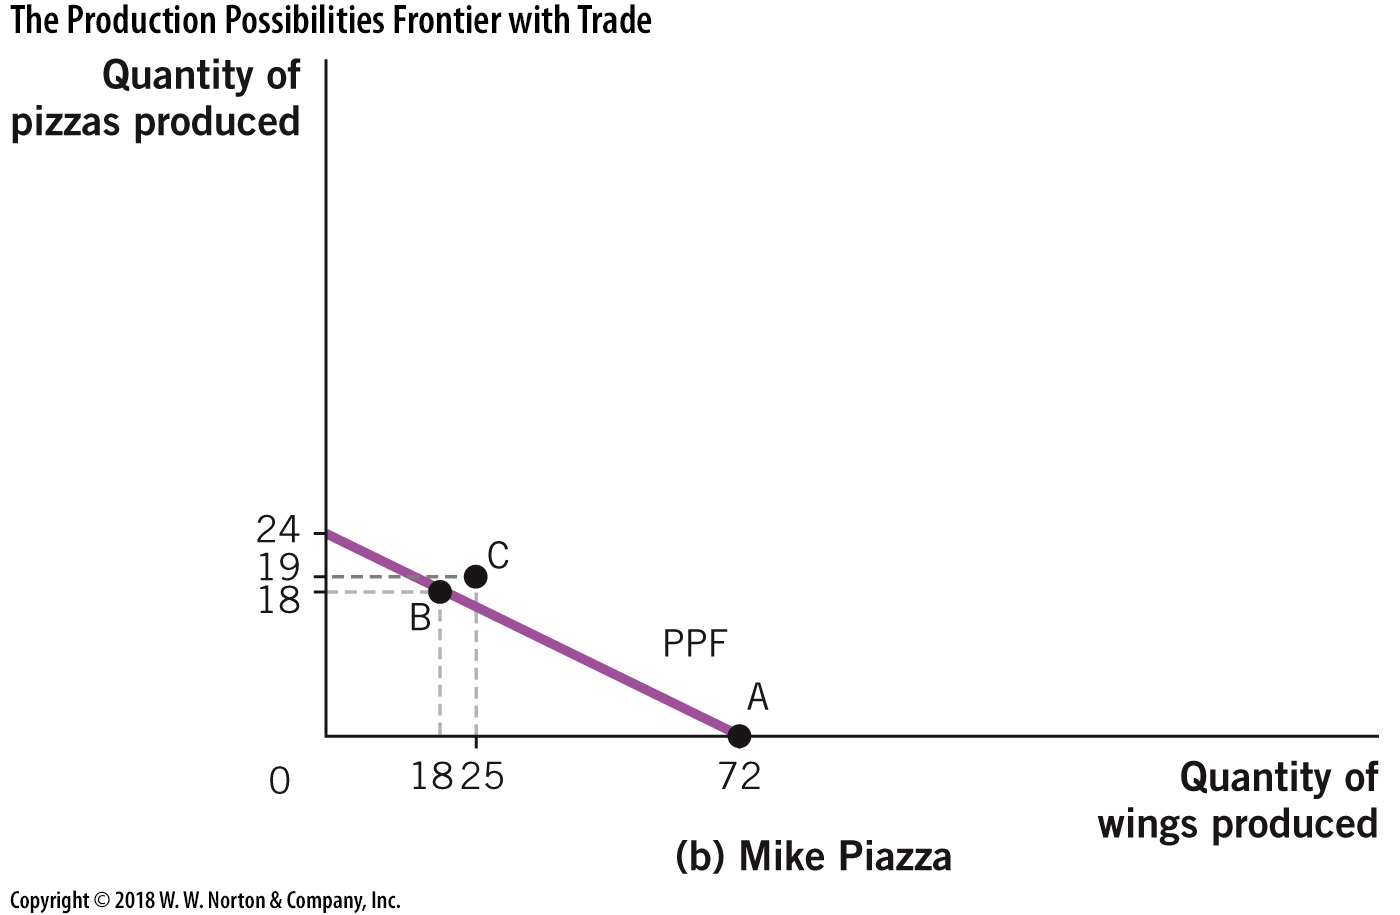 The Production Possibilities Frontier with Trade
Quantity of
pizzas produced
24
19
18
C
B
PPF
A
0
18 25
72
Quantity of
wings produced
(b) Mike Piazza
Copyright © 2018 W. W. Norton & Company, Inc.